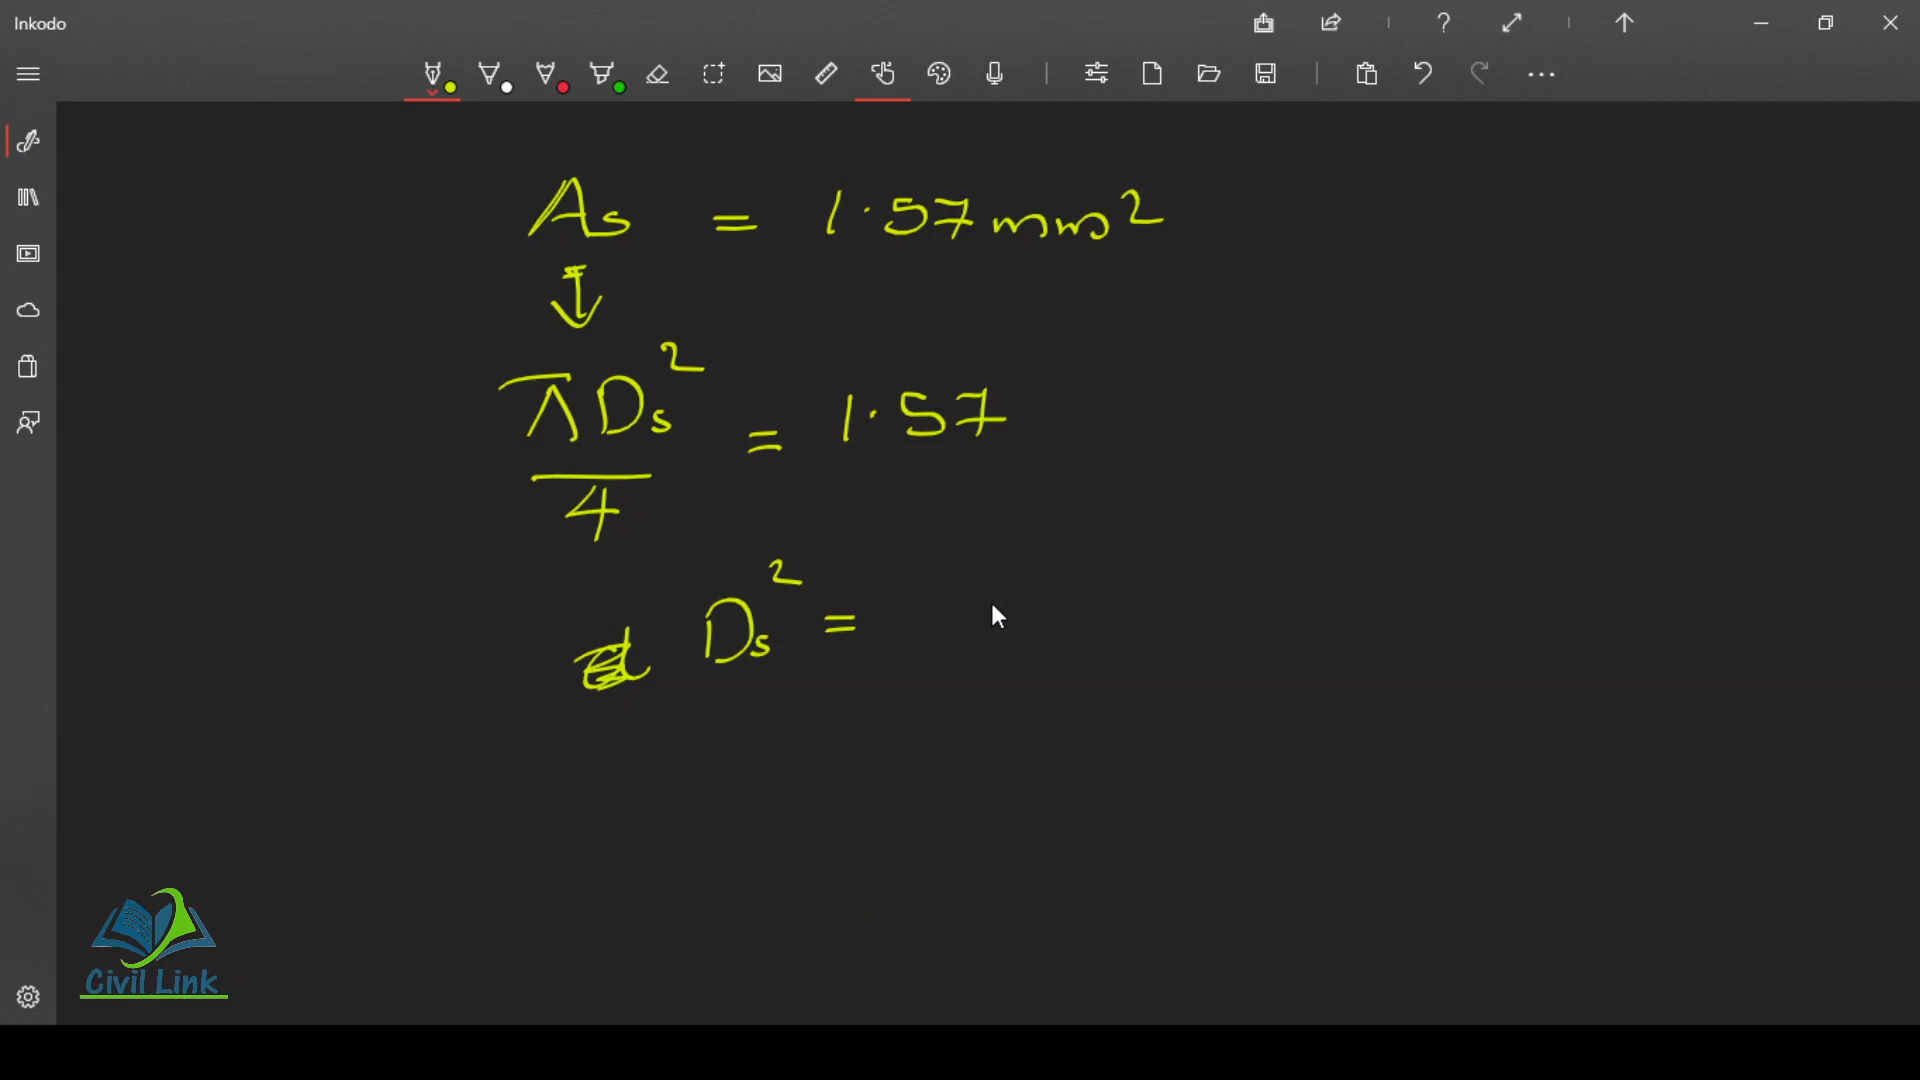 Inkodo
As = 1.57 mm²
↓
πDs² = 1.57
4
Ds² =
Civil Link